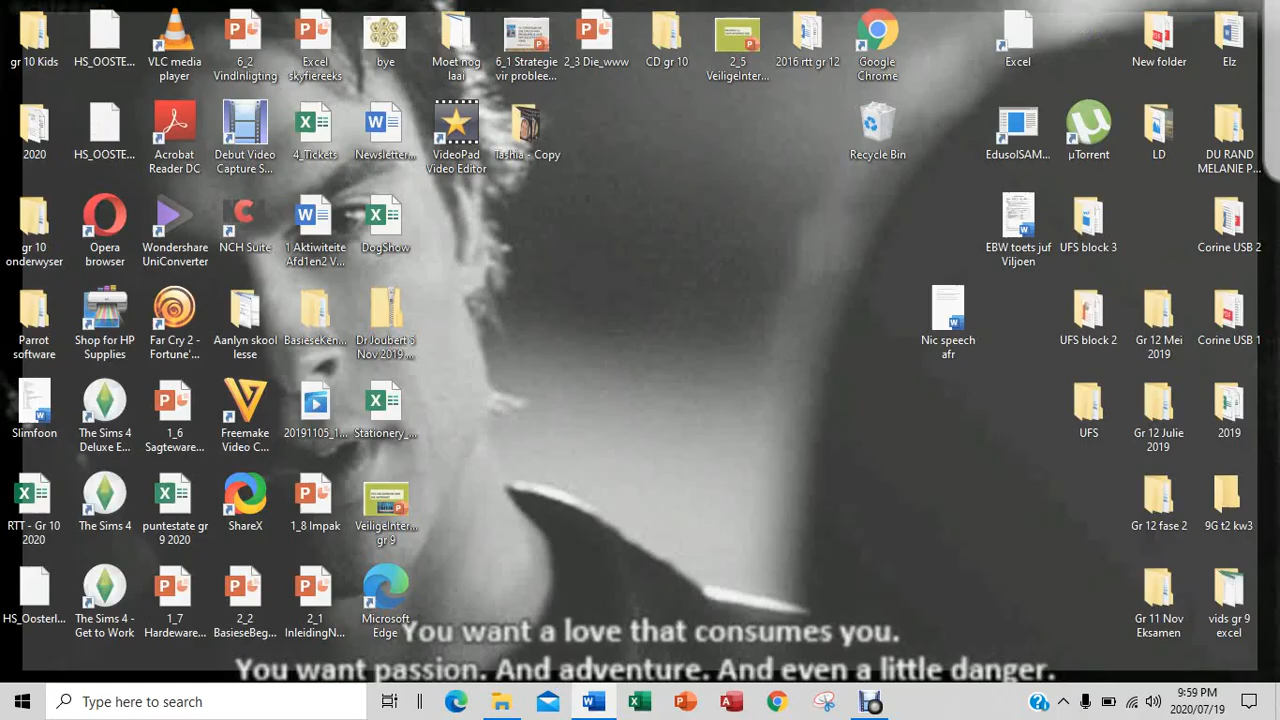 gr 10 Kids
HS_OOSTE...
VLC media
player
6_2
VindInligting
Excel
skyfiereeks
bye
Moet nog
laai
6_1 Strategie
vir problee...
2_3 Die_www
CD gr 10
2_5
VeiligeInter...
2016 rtt gr 12
Google
Chrome
Excel
New folder
Elz
2020
HS_OOSTE...
Acrobat
Reader DC
Debut Video
Capture S...
4_Tickets
Newsletter...
VideoPad
Video Editor
Tashia - Copy
Recycle Bin
EdusolSAM...
µTorrent
LD
DU RAND
MELANIE P...
gr 10
onderwyser
Opera
browser
Wondershare
UniConverter
NCH Suite
1 Aktiwiteite
Afd1en2 V...
DogShow
EBW toets juf
Viljoen
UFS block 3
Corine USB 2
Parrot
software
Shop for HP
Supplies
Far Cry 2 -
Fortune'...
Aanlyn skool
lesse
BasieseKen...
Dr Joubert 5
Nov 2019...
Nic speech
afr
UFS block 2
Gr 12 Mei
2019
Corine USB 1
Slimfoon
The Sims 4
Deluxe E...
1_6
Sagteware...
Freemake
Video C...
20191105_1...
Stationery_...
UFS
Gr 12 Julie
2019
2019
RTT - Gr 10
2020
The Sims 4
puntestate gr
9 2020
ShareX
1_8 Impak
VeiligeInter...
gr 9
Gr 12 fase 2
9G t2 kw3
HS_Oosterl...
The Sims 4 -
Get to Work
1_7
Hardeware...
2_2
BasieseBeg...
2_1
InleidingN...
Microsoft
Edge
Gr 11 Nov
Eksamen
vids gr 9
excel
You want a love that consumes you.
You want passion. And adventure. And even a little danger.
Type here to search
9:59 PM
2020/07/19